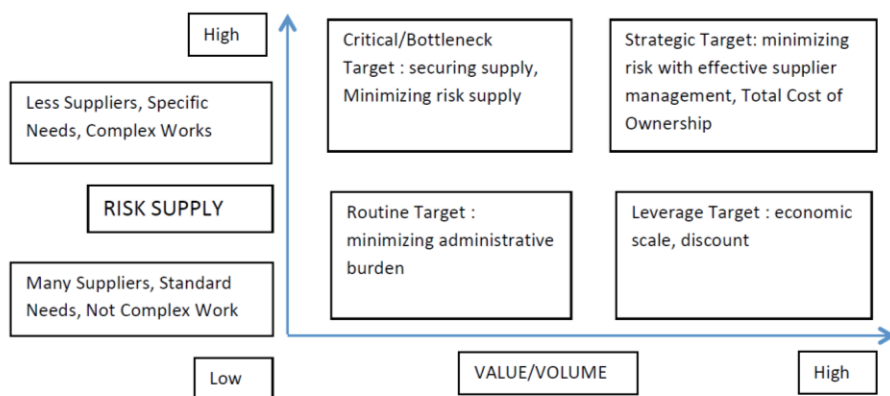 High
Critical/Bottleneck
Target : securing supply,
Minimizing risk supply
Strategic Target: minimizing
risk with effective supplier
management, Total Cost of
Ownership
Less Suppliers, Specific
Needs, Complex Works
RISK SUPPLY
Routine Target :
minimizing administrative
burden
Leverage Target : economic
scale, discount
Many Suppliers, Standard
Needs, Not Complex Work
Low
VALUE/VOLUME
High